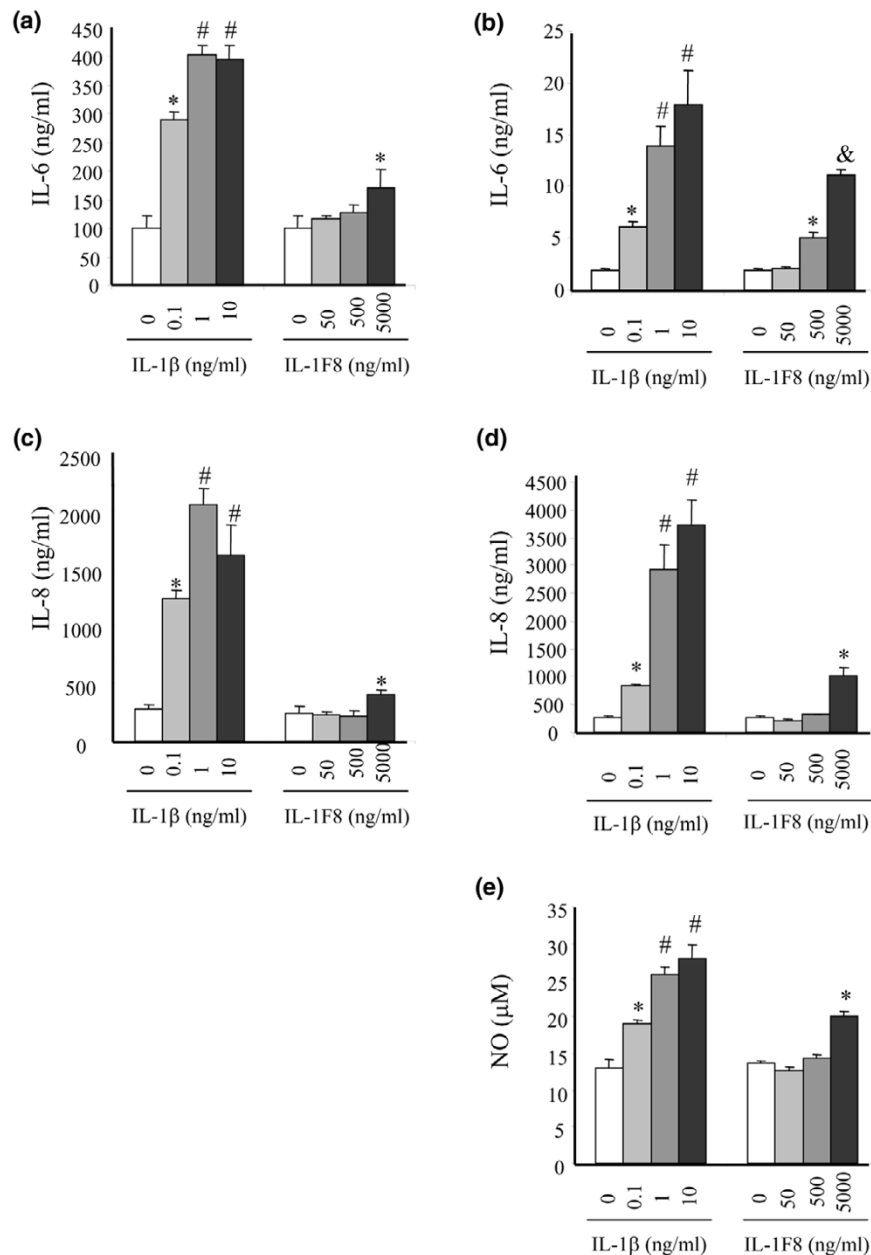 (a)
450
400
350
300
250
200
150
100
50
0
IL-6 (ng/ml)
* # # *
0 0.1 1 10 0 50 500 5000
IL-1β (ng/ml) IL-1F8 (ng/ml)
(b)
25
20
15
10
5
0
IL-6 (ng/ml)
* # # * &
0 0.1 1 10 0 50 500 5000
IL-1β (ng/ml) IL-1F8 (ng/ml)
(c)
2500
2000
1500
1000
500
0
IL-8 (ng/ml)
* # # *
0 0.1 1 10 0 50 500 5000
IL-1β (ng/ml) IL-1F8 (ng/ml)
(d)
4500
4000
3500
3000
2500
2000
1500
1000
500
0
IL-8 (ng/ml)
* # # *
0 0.1 1 10 0 50 500 5000
IL-1β (ng/ml) IL-1F8 (ng/ml)
(e)
35
30
25
20
15
10
5
0
NO (μM)
* # # *
0 0.1 1 10 0 50 500 5000
IL-1β (ng/ml) IL-1F8 (ng/ml)